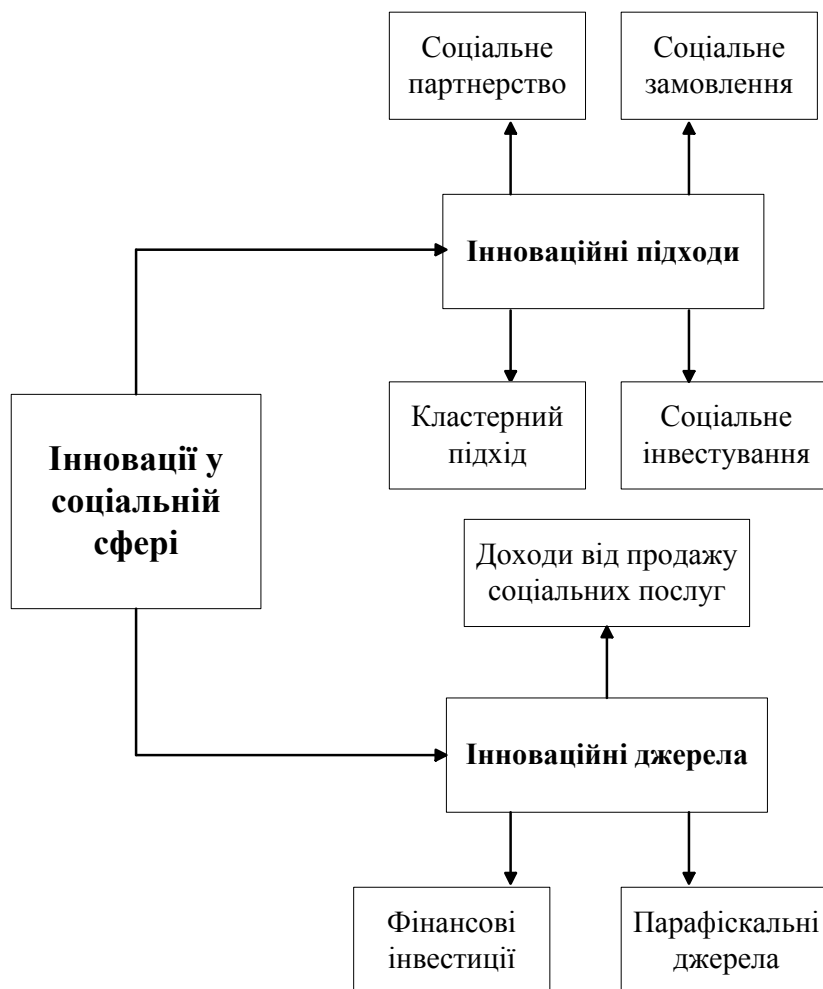 Соціальне
партнерство
Соціальне
замовлення
Інноваційні підходи
Кластерний
підхід
Соціальне
інвестування
Інновації у
соціальній
сфері
Доходи від продажу
соціальних послуг
Інноваційні джерела
Фінансові
інвестиції
Парафіскальні
джерела